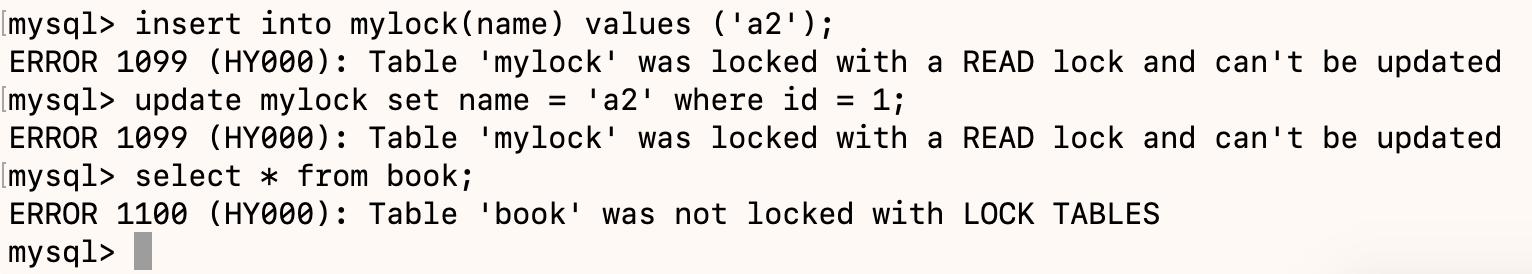 [mysql> insert into mylock(name) values ('a2');
ERROR 1099 (HY000): Table 'mylock' was locked with a READ lock and can't be updated
[mysql> update mylock set name = 'a2' where id = 1;
ERROR 1099 (HY000): Table 'mylock' was locked with a READ lock and can't be updated
[mysql> select * from book;
ERROR 1100 (HY000): Table 'book' was not locked with LOCK TABLES
mysql>